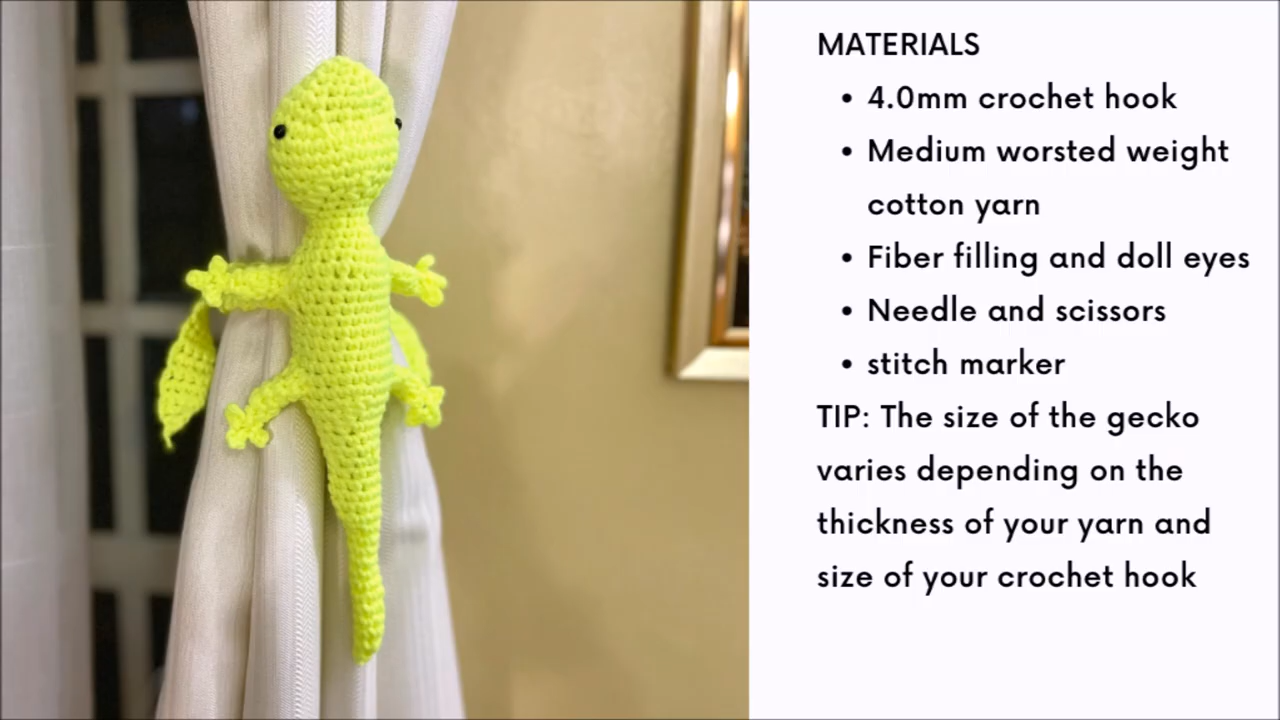 MATERIALS
• 4.0mm crochet hook
• Medium worsted weight
cotton yarn
• Fiber filling and doll eyes
• Needle and scissors
• stitch marker
TIP: The size of the gecko
varies depending on the
thickness of your yarn and
size of your crochet hook